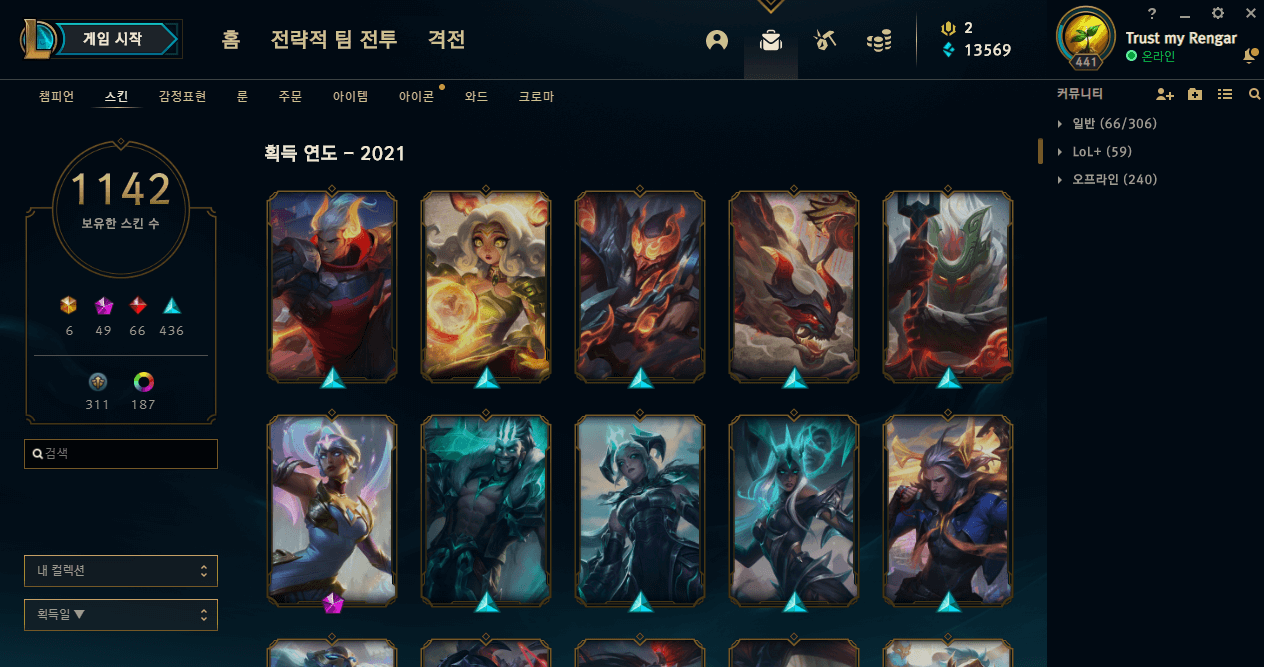 게임 시작
홈 전략적 팀 전투 격전
2
13569
?
Trust my Rengar
온라인
441
챔피언 스킨 감정표현 룬 주문 아이템 아이콘 와드 크로마
커뮤니티
일반 (66/306)
LoL+ (59)
오프라인 (240)
1142
보유한 스킨 수
6 49 66 436
311 187
검색
내 컬렉션
획득일 ▼
획득 연도 - 2021